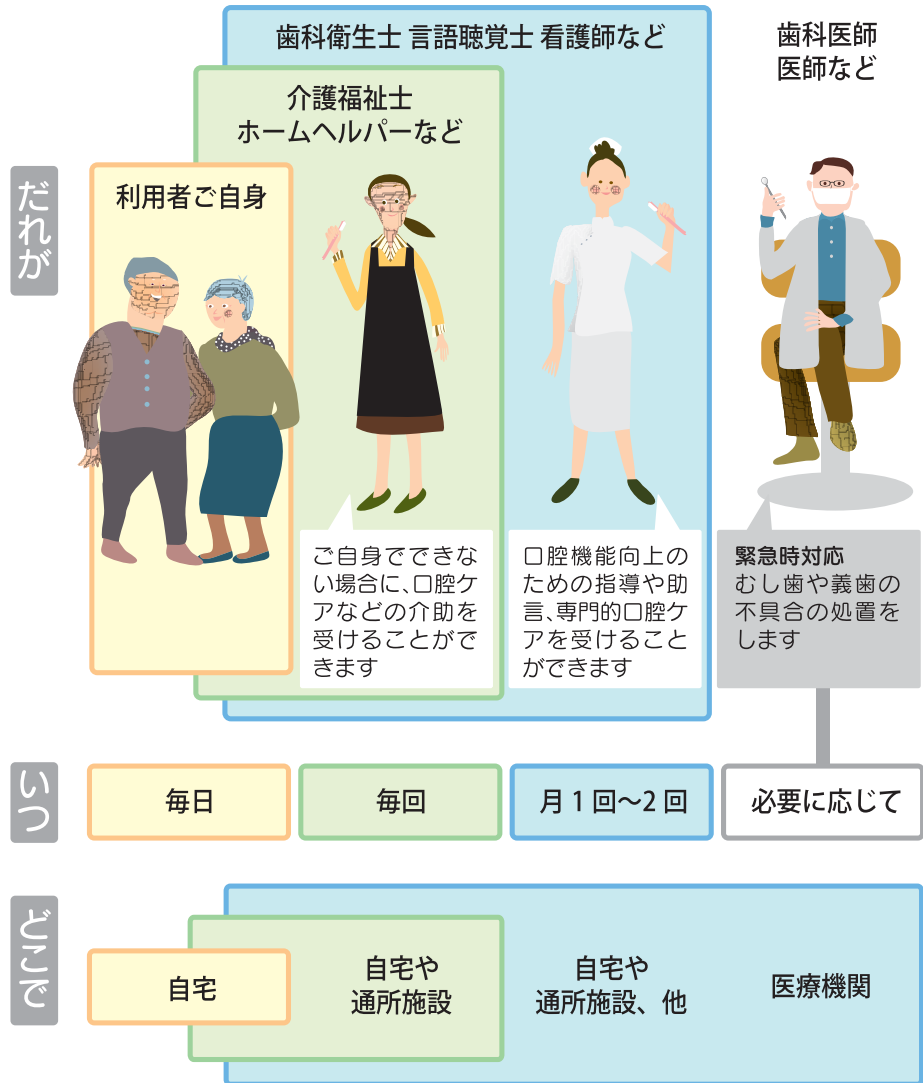 歯科衛生士 言語聴覚士 看護師など
歯科医師
医師など
介護福祉士
ホームヘルパーなど
利用者ご自身
だれが
ご自身でできな
い場合に、口腔ケ
アなどの介助を
受けることがで
きます
口腔機能向上の
ための指導や助
言、専門的口腔ケ
アを受けること
ができます
緊急時対応
むし歯や義歯の
不具合の処置を
します
いつ
毎日
毎回
月1回〜2回
必要に応じて
どこで
自宅
自宅や
通所施設
自宅や
通所施設、他
医療機関